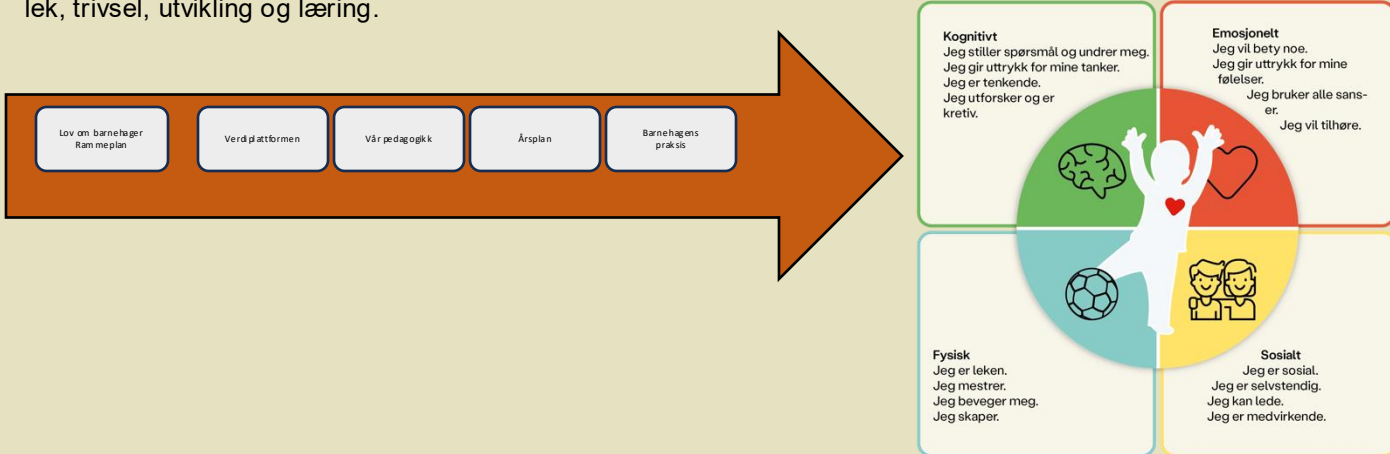 lek, trivsel, utvikling og læring.
Lov om barnehager
Rammeplan
Verdiplattformen
Vår pedagogikk
Årsplan
Barnehagens
praksis
Kognitivt
Jeg stiller spørsmål og undrer meg.
Jeg gir uttrykk for mine tanker.
Jeg er tenkende.
Jeg utforsker og er
kretiv.
Emosjonelt
Jeg vil bety noe.
Jeg gir uttrykk for mine
følelser.
Jeg bruker alle sans-
er.
Jeg vil tilhøre.
Fysisk
Jeg er leken.
Jeg mestrer.
Jeg beveger meg.
Jeg skaper.
Sosialt
Jeg er sosial.
Jeg er selvstendig.
Jeg kan lede.
Jeg er medvirkende.